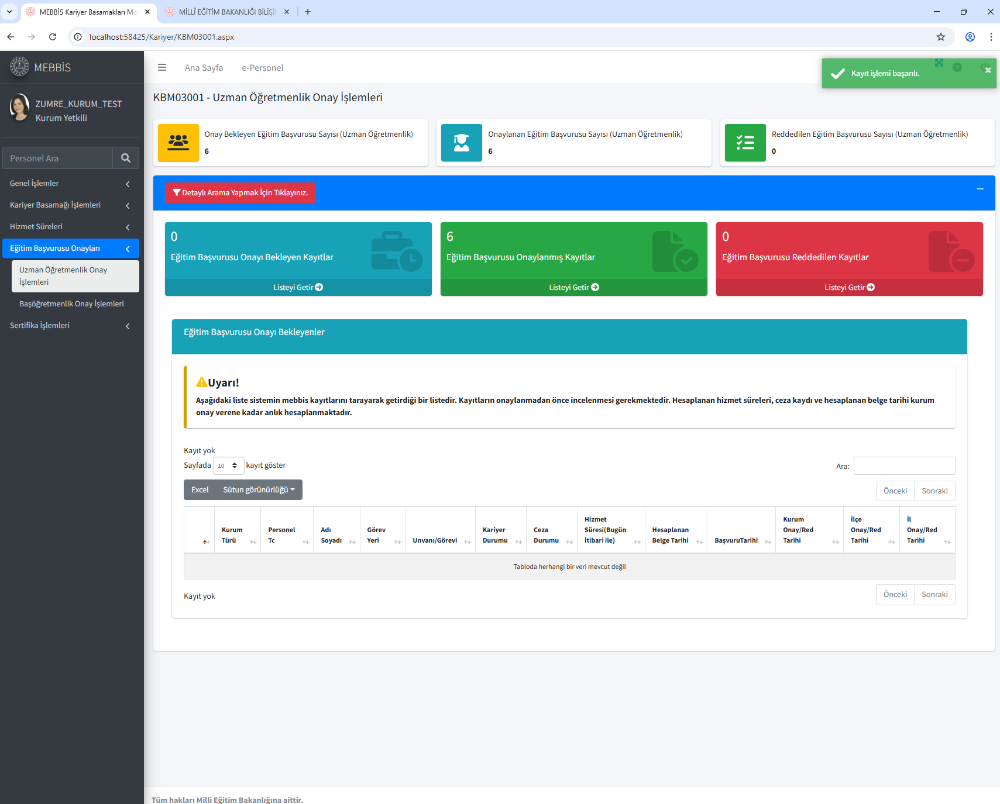 MEBBİS Kariyer Basamakları Mo
MİLLÎ EĞİTİM BAKANLIĞI BİLİŞİ
localhost:58425/Kariyer/KBM03001.aspx
MEBBİS
Ana Sayfa
e-Personel
Kayıt işlemi başarılı.
KBM03001 - Uzman Öğretmenlik Onay İşlemleri
ZUMRE_KURUM_TEST
Kurum Yetkili
Personel Ara
Genel İşlemler
Kariyer Basamağı İşlemleri
Hizmet Süreleri
Eğitim Başvurusu Onayları
Uzman Öğretmenlik Onay
İşlemleri
Başöğretmenlik Onay İşlemleri
Sertifika İşlemleri
Onay Bekleyen Eğitim Başvurusu Sayısı (Uzman Öğretmenlik)
6
Onaylanan Eğitim Başvurusu Sayısı (Uzman Öğretmenlik)
6
Reddedilen Eğitim Başvurusu Sayısı (Uzman Öğretmenlik)
0
Detaylı Arama Yapmak İçin Tıklayınız.
0
Eğitim Başvurusu Onayı Bekleyen Kayıtlar
Listeyi Getir
6
Eğitim Başvurusu Onaylanmış Kayıtlar
Listeyi Getir
0
Eğitim Başvurusu Reddedilen Kayıtlar
Listeyi Getir
Eğitim Başvurusu Onayı Bekleyenler
Uyarı!
Aşağıdaki liste sistemin mebbis kayıtlarını tarayarak getirdiği bir listedir. Kayıtların onaylanmadan önce incelenmesi gerekmektedir. Hesaplanan hizmet süreleri, ceza kaydı ve hesaplanan belge tarihi kurum
onay verene kadar anlık hesaplanmaktadır.
Kayıt yok
Sayfada 10 kayıt göster
Ara:
Excel
Sütun görünürlüğü
Önceki
Sonraki
Kurum Türü
Personel Tc
Adı Soyadı
Görev Yeri
Unvanı/Görevi
Kariyer Durumu
Ceza Durumu
Hizmet Süresi(Bugün İtibari ile)
Hesaplanan Belge Tarihi
BaşvuruTarihi
Kurum Onay/Red Tarihi
İlçe Onay/Red Tarihi
İl Onay/Red Tarihi
Tabloda herhangi bir veri mevcut değil
Kayıt yok
Önceki
Sonraki
Tüm hakları Milli Eğitim Bakanlığına aittir.